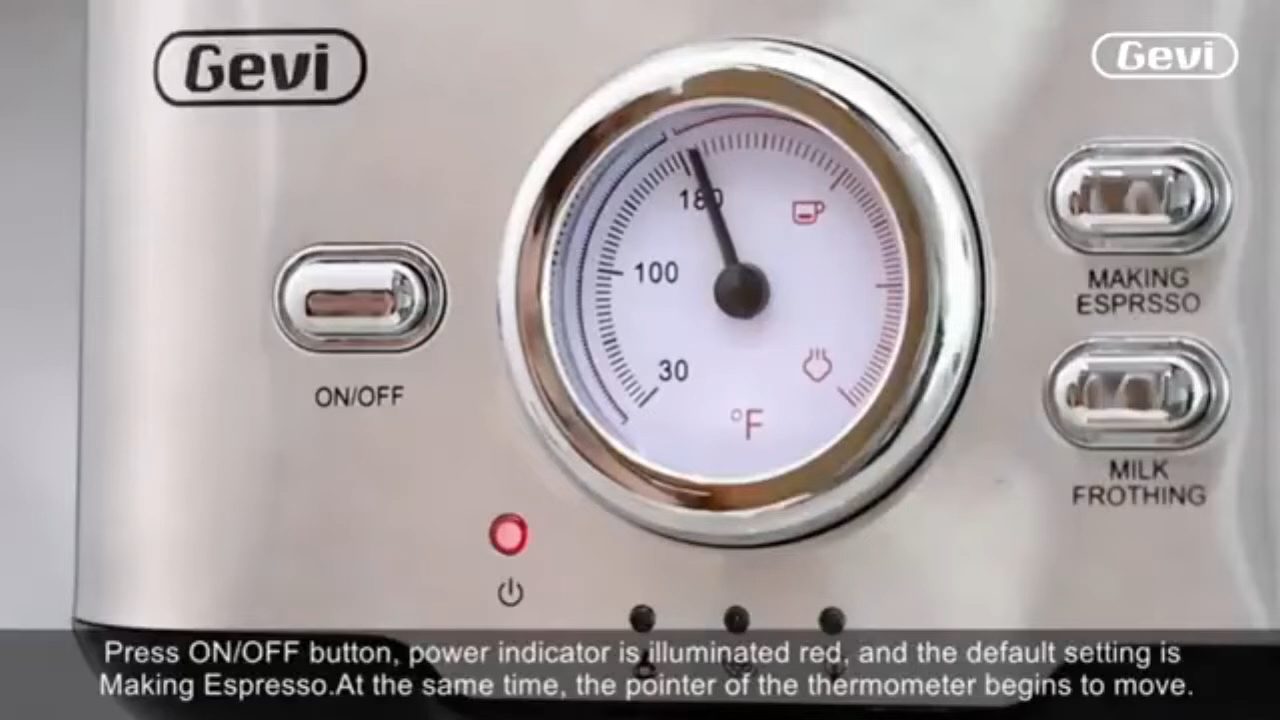 Gevi
Gevi
180
100
30
°F
ON/OFF
MAKING
ESPRSSO
MILK
FROTHING
Press ON/OFF button, power indicator is illuminated red, and the default setting is
Making Espresso.At the same time, the pointer of the thermometer begins to move.